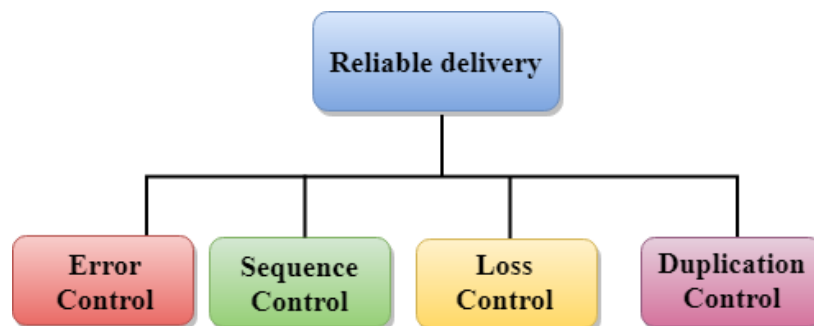 Reliable delivery
Error
Control
Sequence
Control
Loss
Control
Duplication
Control